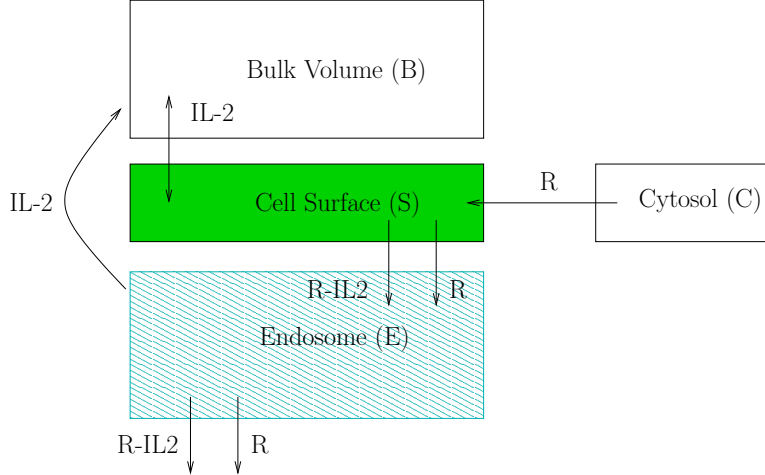 Bulk Volume (B)
IL-2
R
Cell Surface (S)
Cytosol (C)
IL-2
R-IL2
R
Endosome (E)
R-IL2
R